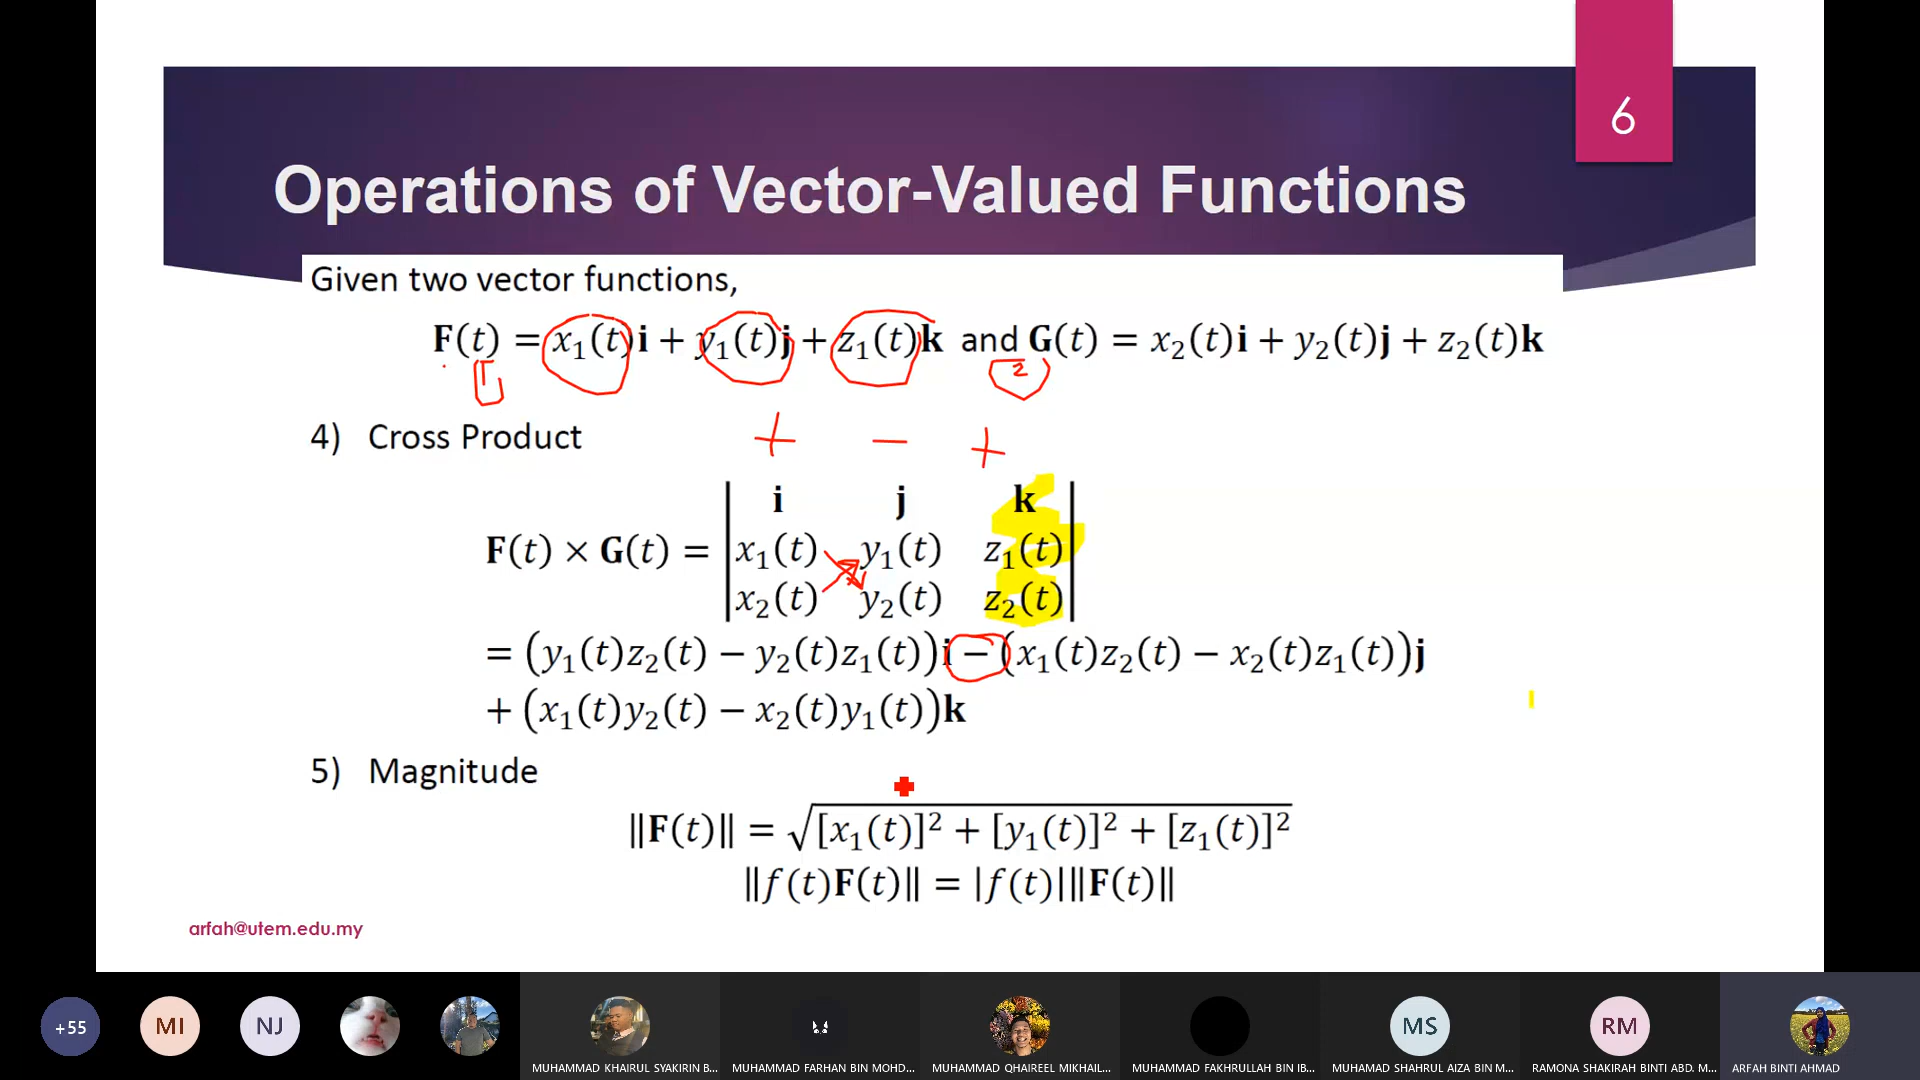 6
Operations of Vector-Valued Functions
Given two vector functions,
𝐅(t) = x₁(t)𝐢 + y₁(t)𝐣 + z₁(t)𝐤 and 𝐆(t) = x₂(t)𝐢 + y₂(t)𝐣 + z₂(t)𝐤
1 2
4) Cross Product
+ − +
𝐢 𝐣 𝐤
𝐅(t) × 𝐆(t) = | x₁(t) y₁(t) z₁(t) |
x₂(t) y₂(t) z₂(t)
= (y₁(t)z₂(t) − y₂(t)z₁(t))𝐢 − (x₁(t)z₂(t) − x₂(t)z₁(t))𝐣
+ (x₁(t)y₂(t) − x₂(t)y₁(t))𝐤
5) Magnitude
‖𝐅(t)‖ = √([x₁(t)]² + [y₁(t)]² + [z₁(t)]²)
‖f(t)𝐅(t)‖ = |f(t)|‖𝐅(t)‖
arfah@utem.edu.my
+55 MI NJ MS RM
MUHAMMAD KHAIRUL SYAKIRIN B... MUHAMMAD FARHAN BIN MOHD... MUHAMMAD QHAIREEL MIKHAIL... MUHAMMAD FAKHRULLAH BIN IB... MUHAMAD SHAHRUL AIZA BIN M... RAMONA SHAKIRAH BINTI ABD. M... ARFAH BINTI AHMAD